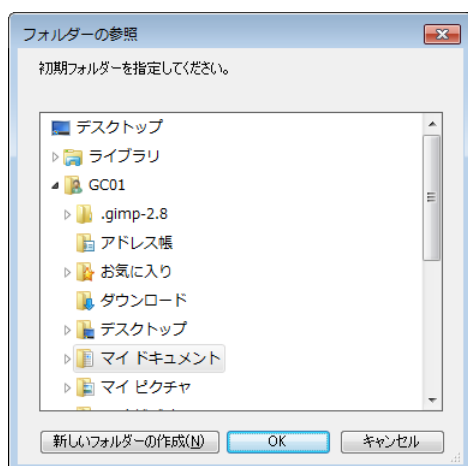 フォルダーの参照
初期フォルダーを指定してください。
デスクトップ
ライブラリ
GC01
.gimp-2.8
アドレス帳
お気に入り
ダウンロード
デスクトップ
マイ ドキュメント
マイ ピクチャ
新しいフォルダーの作成(N)
OK
キャンセル